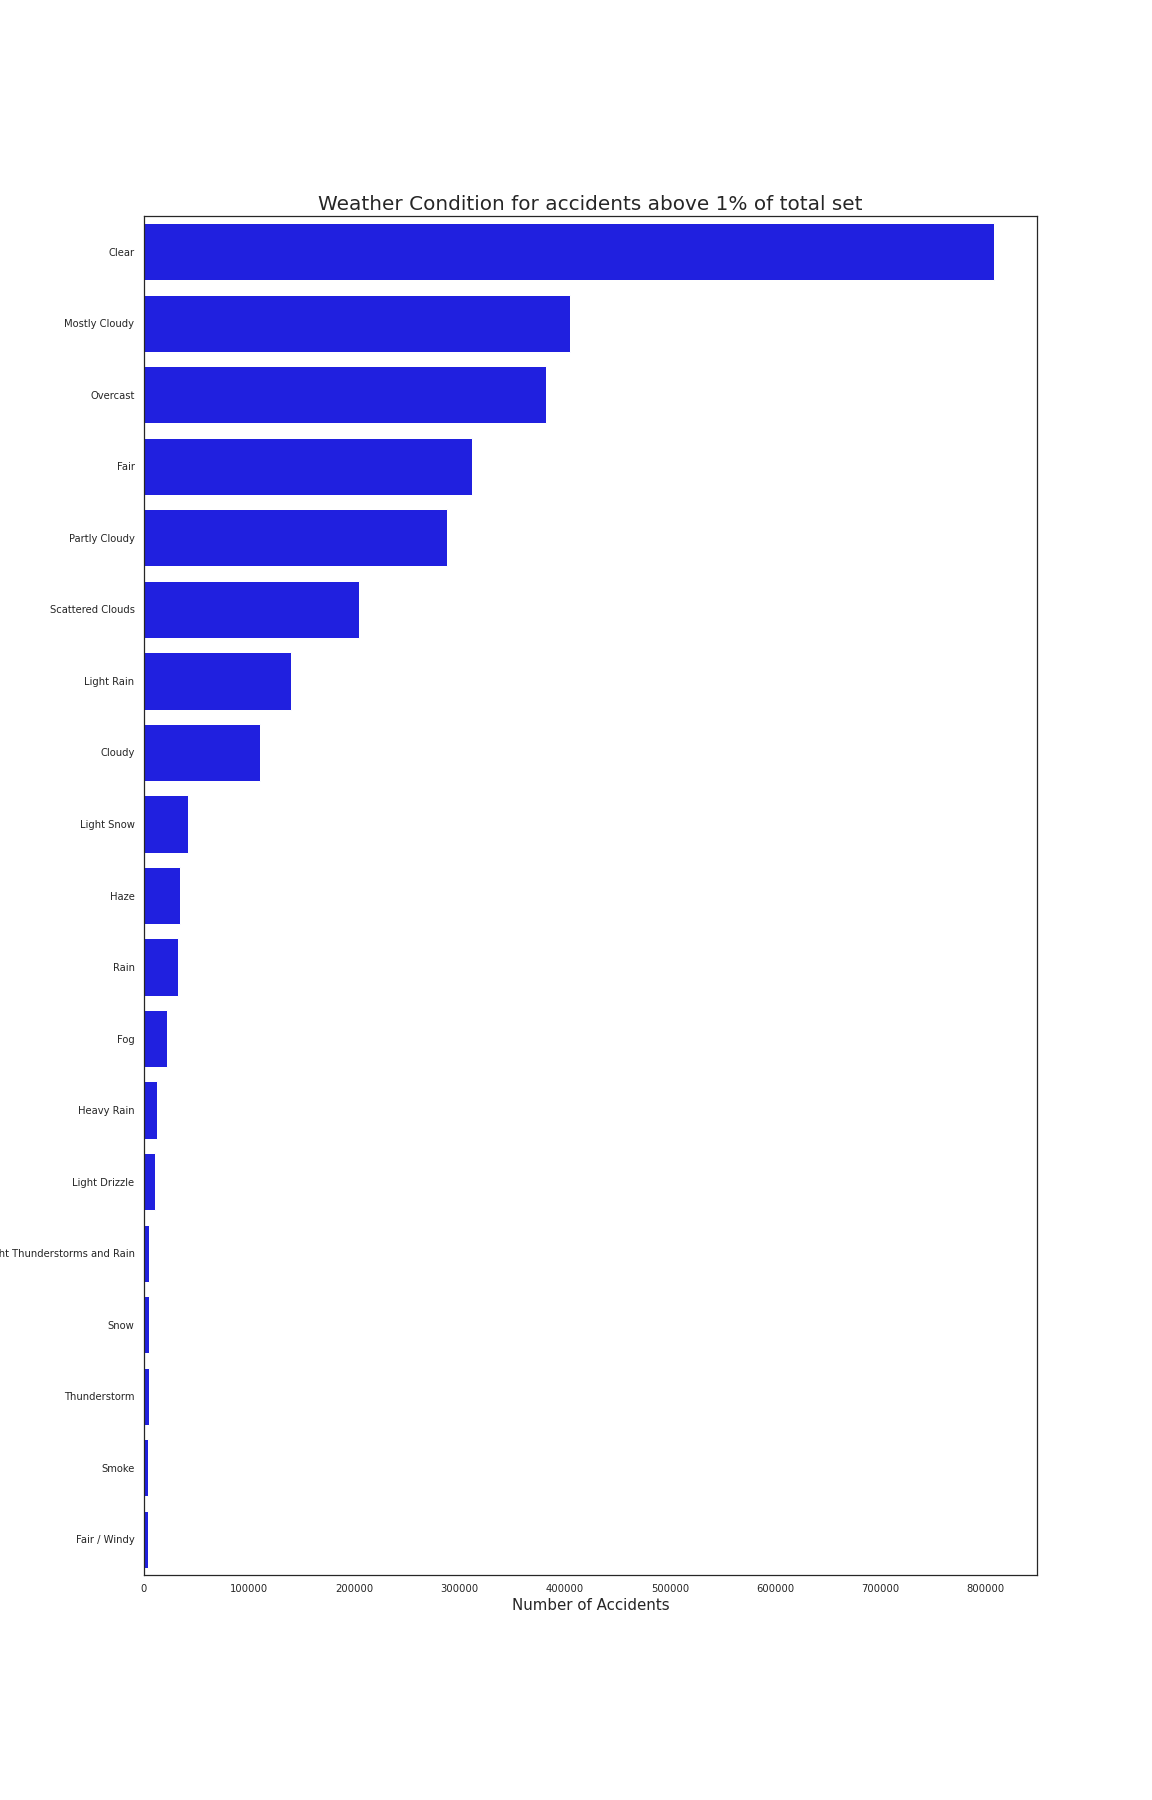 Weather Condition for accidents above 1% of total set
Clear
Mostly Cloudy
Overcast
Fair
Partly Cloudy
Scattered Clouds
Light Rain
Cloudy
Light Snow
Haze
Rain
Fog
Heavy Rain
Light Drizzle
ht Thunderstorms and Rain
Snow
Thunderstorm
Smoke
Fair / Windy
0 100000 200000 300000 400000 500000 600000 700000 800000
Number of Accidents